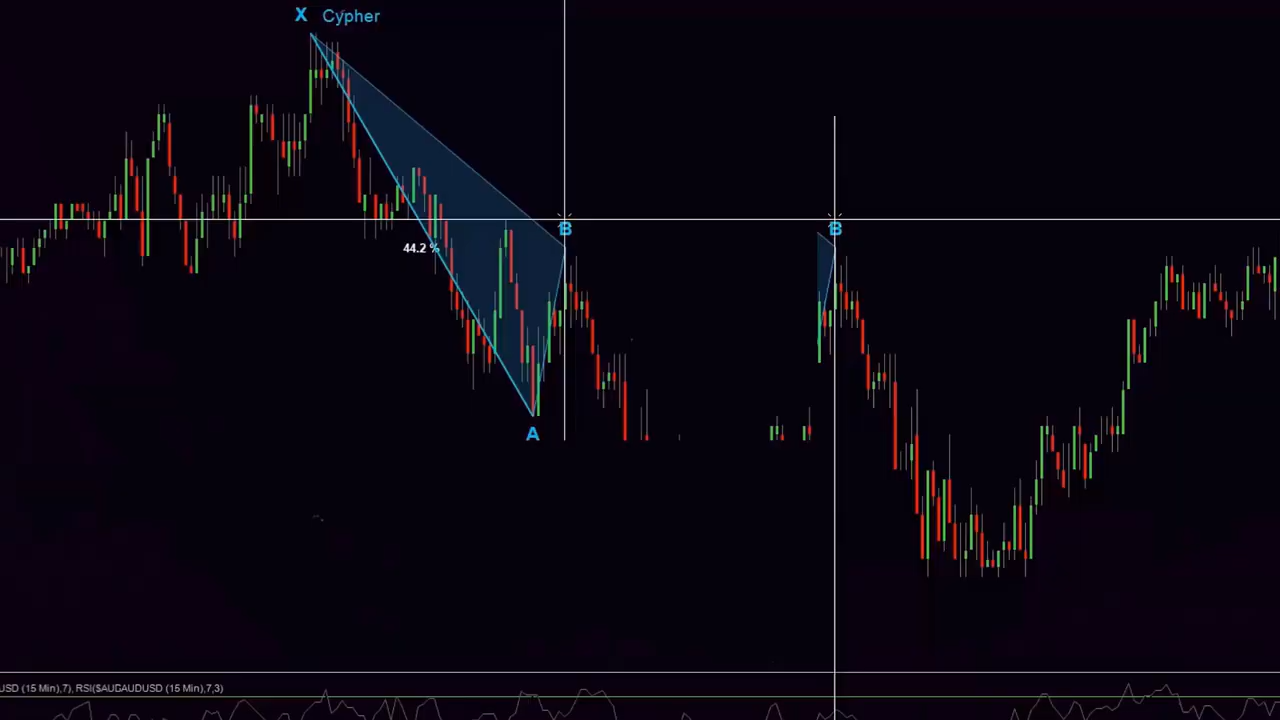 X Cypher
B
B
44.2 %
A
USD (15 Min),7), RSI($AUDAUDUSD (15 Min),7,3)